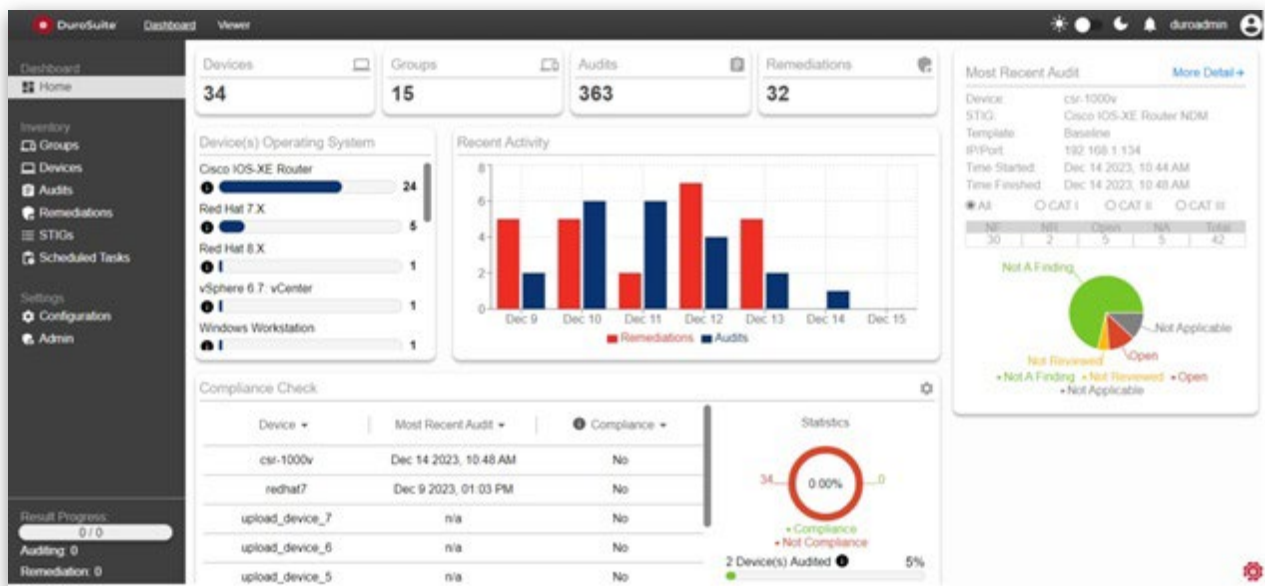 DuroSuite Dashboard Viewer duroadmin
Dashboard
Home
Inventory
Groups
Devices
Audits
Remediations
STIGs
Scheduled Tasks
Settings
Configuration
Admin
Result Progress:
0 / 0
Auditing: 0
Remediation: 0
Devices
34
Groups
15
Audits
363
Remediations
32
Device(s) Operating System
Cisco IOS-XE Router
24
Red Hat 7.X
5
Red Hat 8.X
1
vSphere 6.7: vCenter
1
Windows Workstation
1
Recent Activity
8
6
4
2
0
Dec 9 Dec 10 Dec 11 Dec 12 Dec 13 Dec 14 Dec 15
Remediations Audits
Most Recent Audit More Detail
Device: csr-1000v
STIG: Cisco IOS-XE Router NDM
Template: Baseline
IP/Port: 192.168.1.134
Time Started: Dec 14 2023, 10:44 AM
Time Finished: Dec 14 2023, 10:48 AM
All CAT I CAT II CAT III
NF NR Open NA Total
30 2 5 5 42
Not A Finding
Not Applicable
Open
Not Reviewed
Not A Finding Not Reviewed Open
Not Applicable
Compliance Check
Device Most Recent Audit Compliance
csr-1000v Dec 14 2023, 10:48 AM No
redhat7 Dec 9 2023, 01:03 PM No
upload_device_7 n/a No
upload_device_6 n/a No
upload_device_5 n/a No
Statistics
34 0.00% 0
Compliance
Not Compliance
2 Device(s) Audited 5%